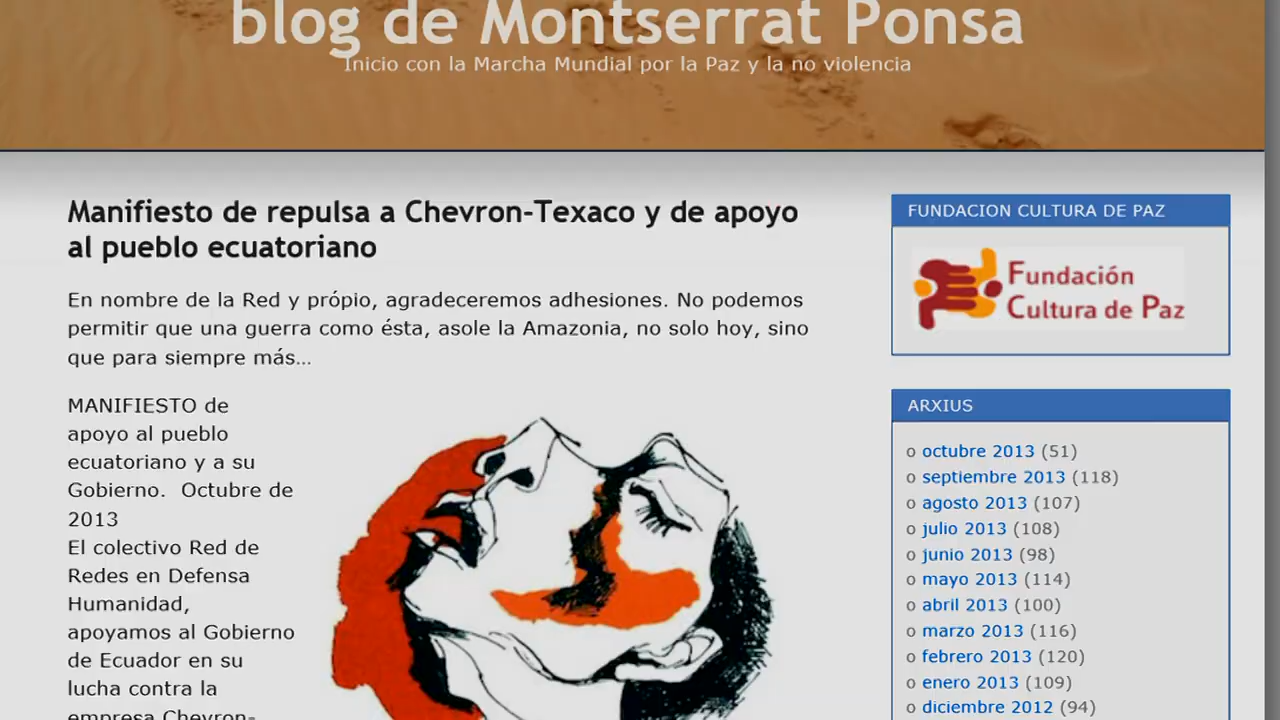 blog de Montserrat Ponsa
Inicio con la Marcha Mundial por la Paz y la no violencia
Manifiesto de repulsa a Chevron-Texaco y de apoyo
al pueblo ecuatoriano
En nombre de la Red y própio, agradeceremos adhesiones. No podemos
permitir que una guerra como ésta, asole la Amazonia, no solo hoy, sino
que para siempre más...
MANIFIESTO de
apoyo al pueblo
ecuatoriano y a su
Gobierno.  Octubre de
2013
El colectivo Red de
Redes en Defensa
Humanidad,
apoyamos al Gobierno
de Ecuador en su
lucha contra la
empresa Chevron-
FUNDACION CULTURA DE PAZ
Fundación
Cultura de Paz
ARXIUS
o octubre 2013 (51)
o septiembre 2013 (118)
o agosto 2013 (107)
o julio 2013 (108)
o junio 2013 (98)
o mayo 2013 (114)
o abril 2013 (100)
o marzo 2013 (116)
o febrero 2013 (120)
o enero 2013 (109)
o diciembre 2012 (94)